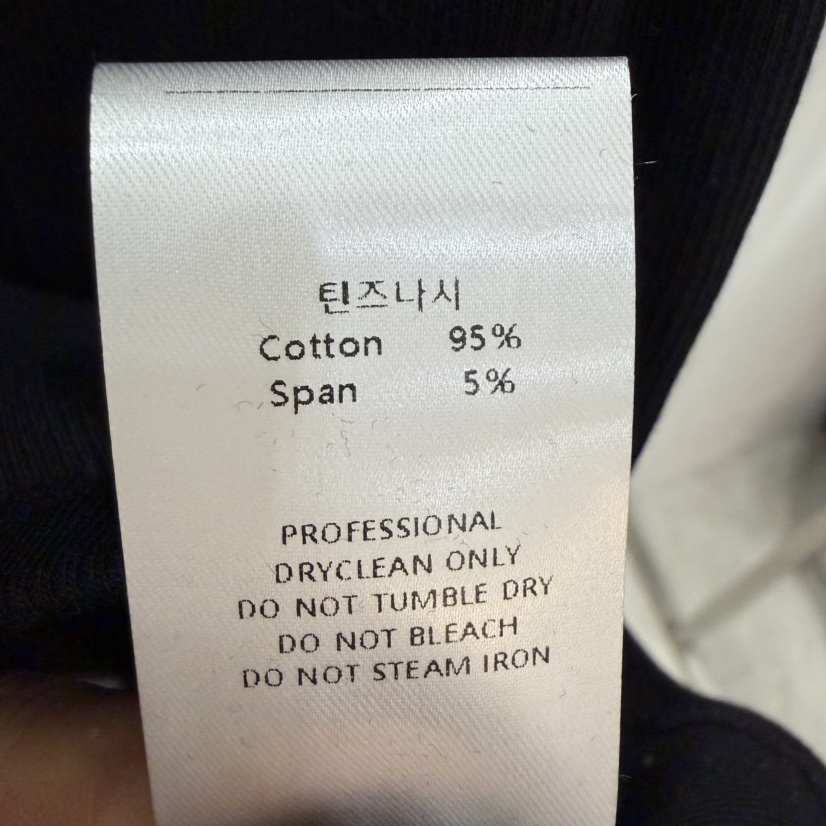 틴즈나시
Cotton 95%
Span 5%
PROFESSIONAL
DRYCLEAN ONLY
DO NOT TUMBLE DRY
DO NOT BLEACH
DO NOT STEAM IRON